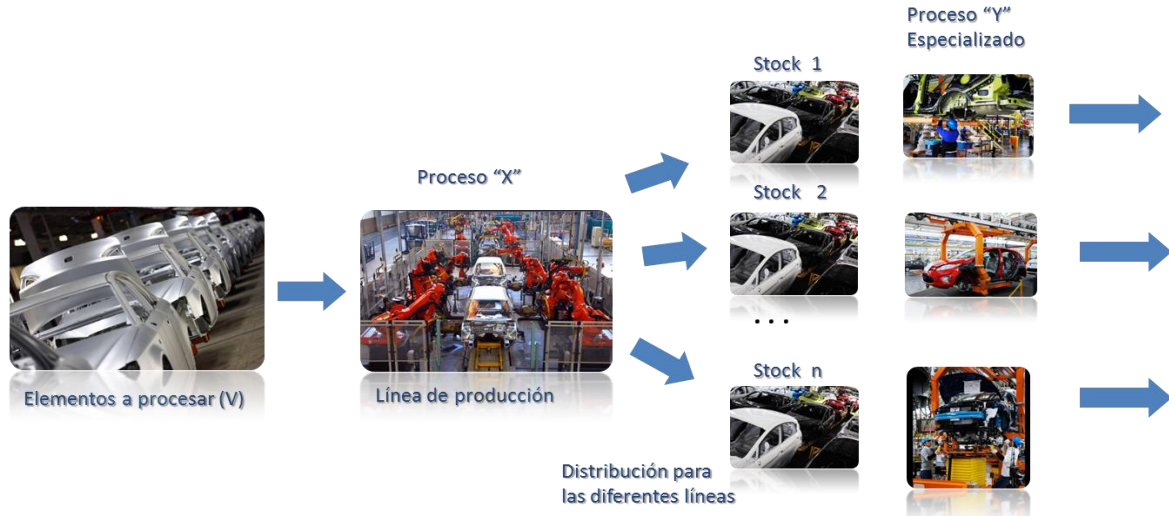 Proceso “Y”
Especializado
Stock 1
Proceso “X”
Stock 2
. . .
Stock n
Elementos a procesar (V)
Línea de producción
Distribución para
las diferentes líneas